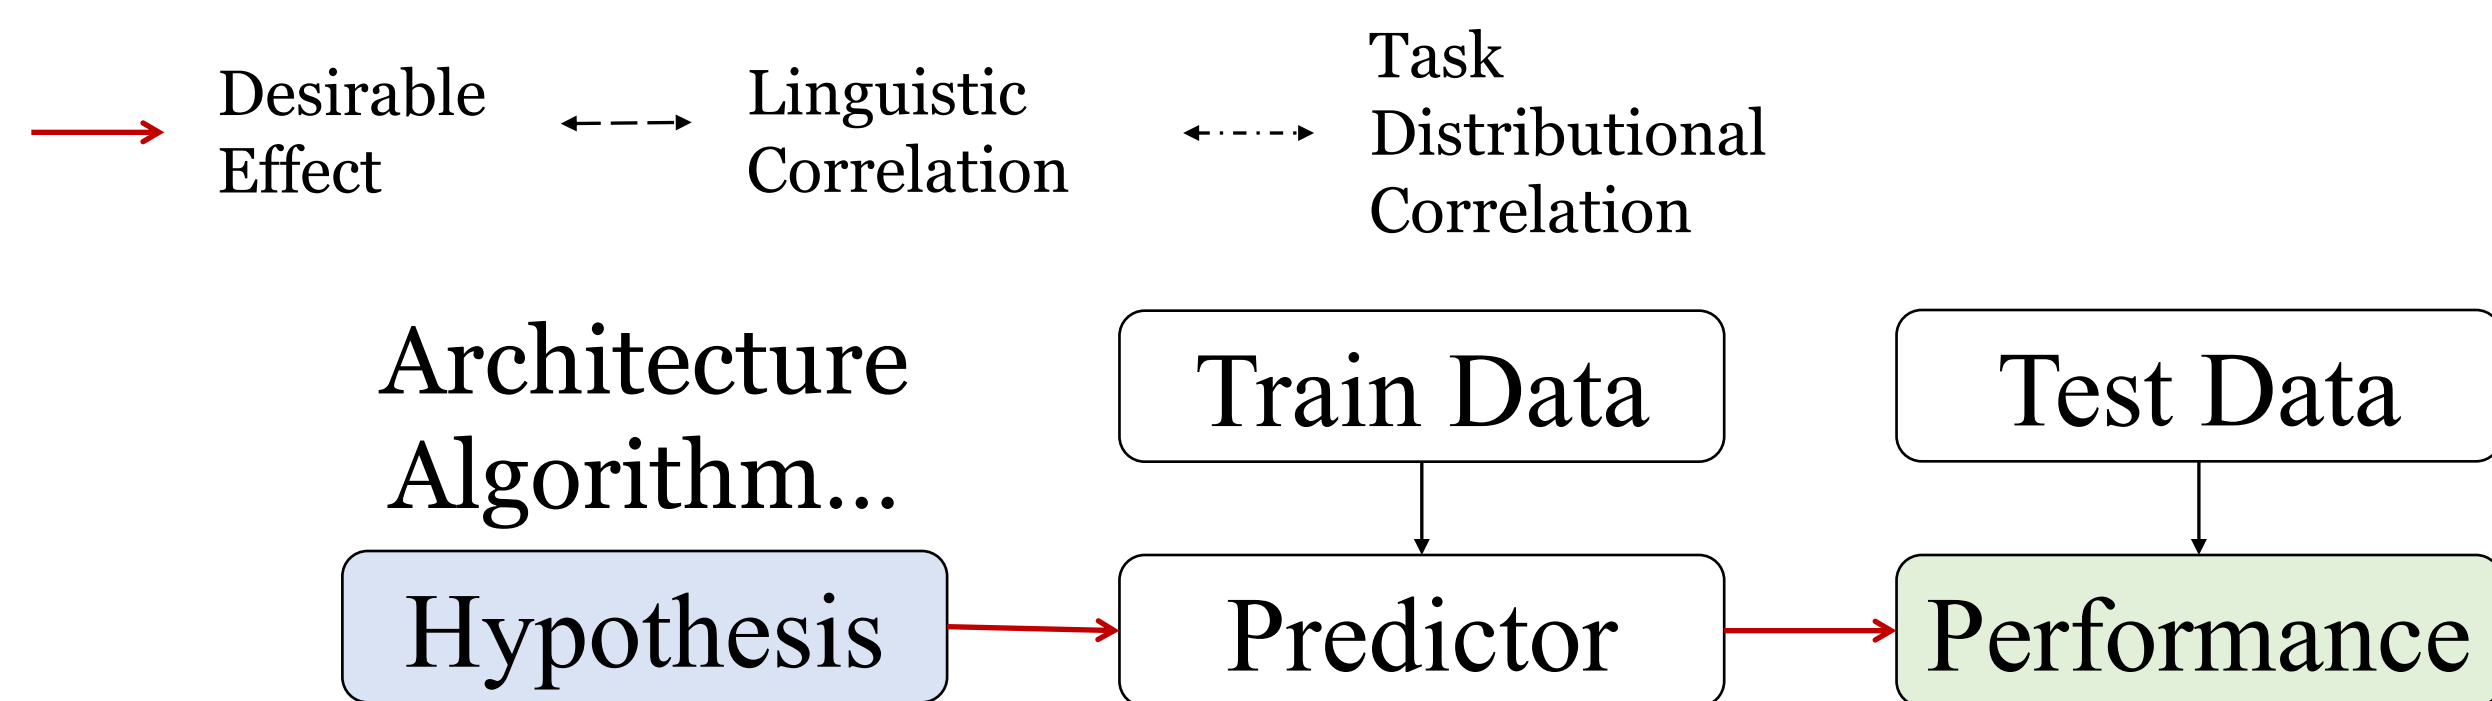 Desirable
Effect
Linguistic
Correlation
Task
Distributional
Correlation
Architecture
Algorithm...
Train Data
Test Data
Hypothesis
Predictor
Performance